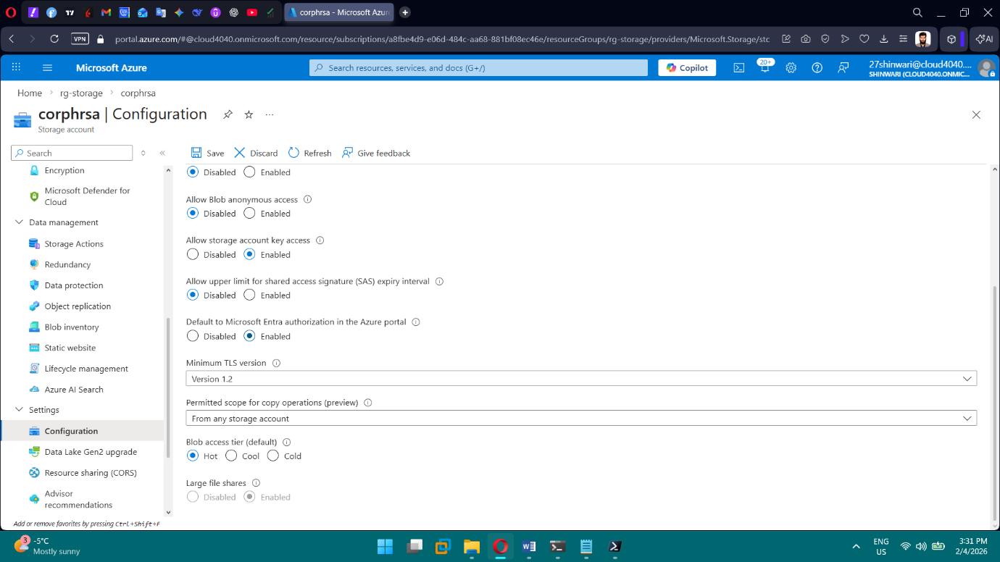 corphrsa - Microsoft Azure
VPN
portal.azure.com/#@cloud4040.onmicrosoft.com/resource/subscriptions/a8fbe4d9-e06d-484c-aa68-881bf08ec46e/resourceGroups/rg-storage/providers/Microsoft.Storage/stc
AI
Microsoft Azure
Search resources, services, and docs (G+/)
Copilot
20+
27shinwari@cloud4040....
SHINWARI (CLOUD4040.ONMIC...
Home
rg-storage
corphrsa
corphrsa | Configuration
Storage account
Search
Save
Discard
Refresh
Give feedback
Encryption
Microsoft Defender for
Cloud
Data management
Storage Actions
Redundancy
Data protection
Object replication
Blob inventory
Static website
Lifecycle management
Azure AI Search
Settings
Configuration
Data Lake Gen2 upgrade
Resource sharing (CORS)
Advisor
recommendations
Add or remove favorites by pressing Ctrl+Shift+F
Disabled Enabled
Allow Blob anonymous access
Disabled Enabled
Allow storage account key access
Disabled Enabled
Allow upper limit for shared access signature (SAS) expiry interval
Disabled Enabled
Default to Microsoft Entra authorization in the Azure portal
Disabled Enabled
Minimum TLS version
Version 1.2
Permitted scope for copy operations (preview)
From any storage account
Blob access tier (default)
Hot Cool Cold
Large file shares
Disabled Enabled
3
-5°C
Mostly sunny
ENG
US
3:31 PM
2/4/2026